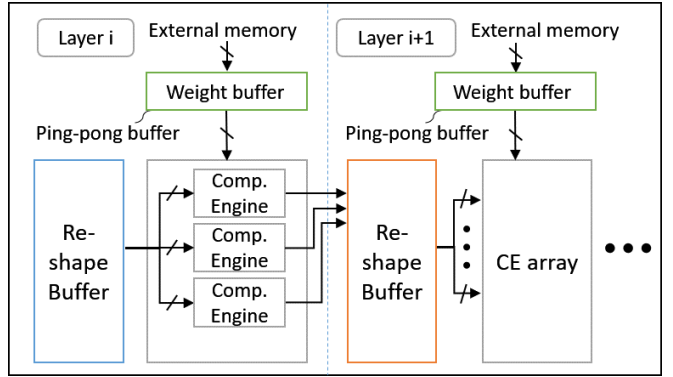 Layer i
External memory
Weight buffer
Ping-pong buffer
Re-
shape
Buffer
Comp.
Engine
Comp.
Engine
Comp.
Engine
Layer i+1
External memory
Weight buffer
Ping-pong buffer
Re-
shape
Buffer
CE array